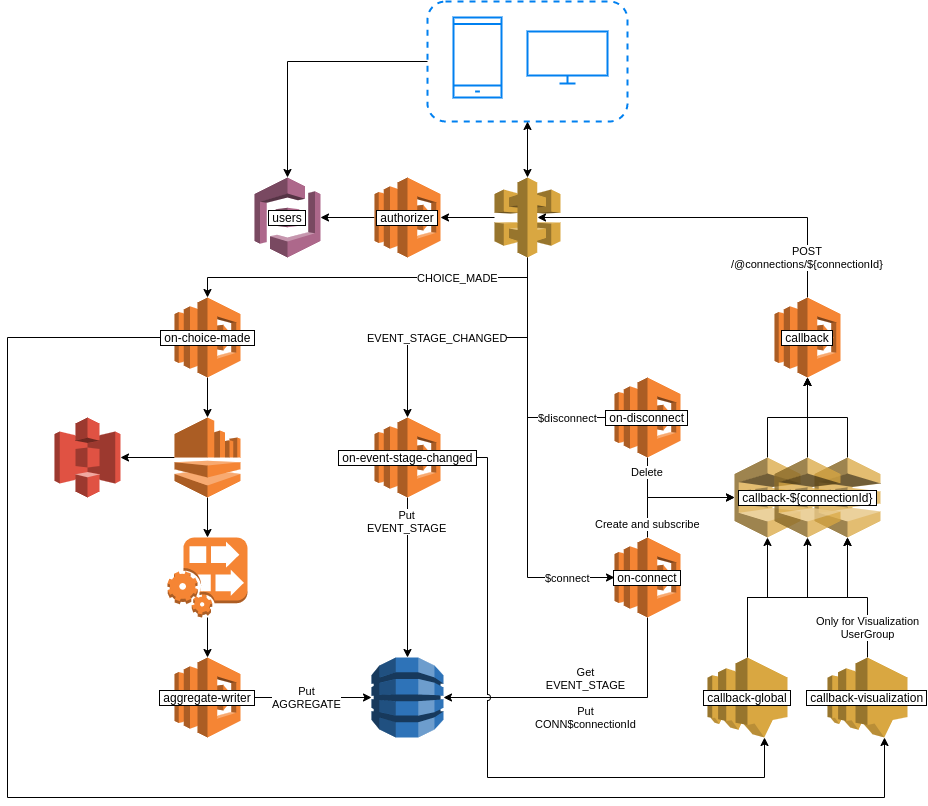 users
authorizer
POST
/@connections/${connectionId}
CHOICE_MADE
on-choice-made
EVENT_STAGE_CHANGED
callback
$disconnect
on-disconnect
on-event-stage-changed
Delete
callback-${connectionId}
Put
EVENT_STAGE
Create and subscribe
$connect
on-connect
Only for Visualization
UserGroup
Get
EVENT_STAGE
aggregate-writer
Put
AGGREGATE
callback-global
callback-visualization
Put
CONN$connectionId